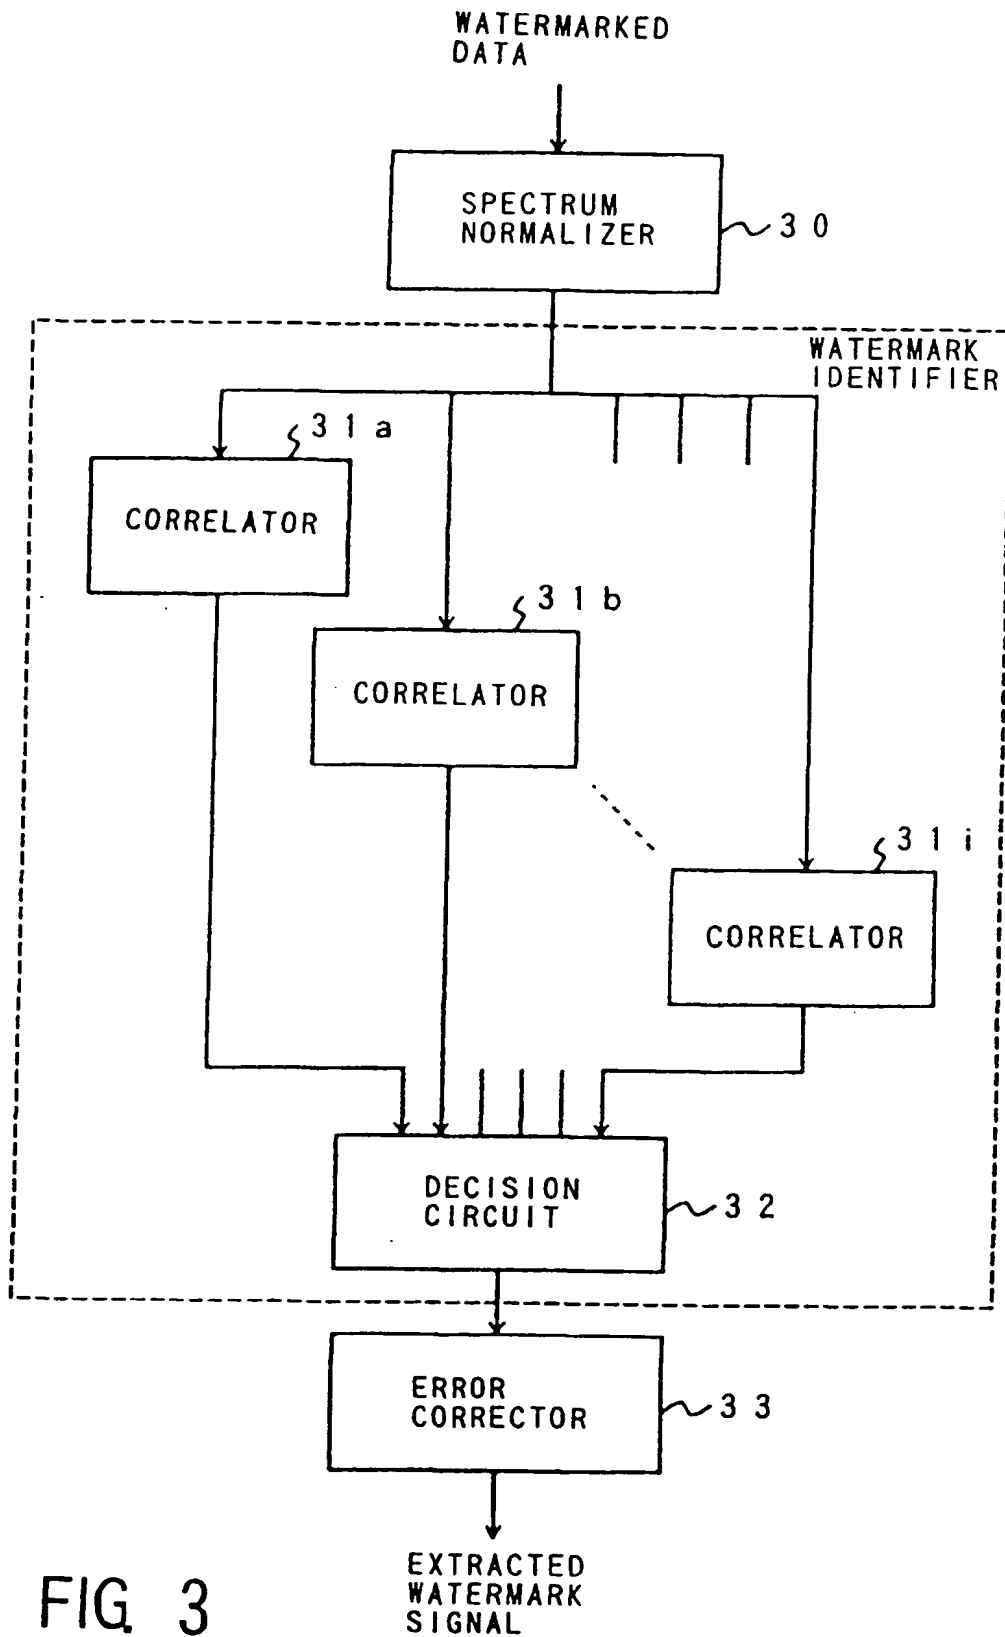 WATERMARKED
DATA
SPECTRUM
NORMALIZER
30
WATERMARK
IDENTIFIER
31a
CORRELATOR
31b
CORRELATOR
31i
CORRELATOR
DECISION
CIRCUIT
32
ERROR
CORRECTOR
33
EXTRACTED
WATERMARK
SIGNAL
FIG. 3